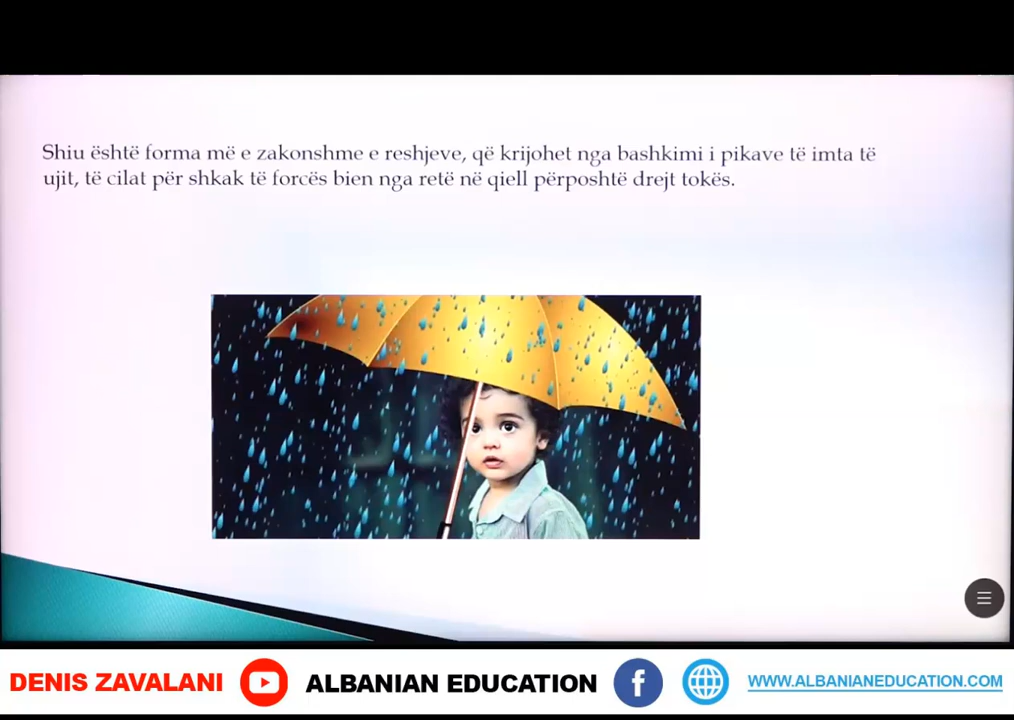 Shiu është forma më e zakonshme e reshjeve, që krijohet nga bashkimi i pikave të imta të
ujit, të cilat për shkak të forcës bien nga retë në qiell përposhtë drejt tokës.
DENIS ZAVALANI ALBANIAN EDUCATION WWW.ALBANIANEDUCATION.COM